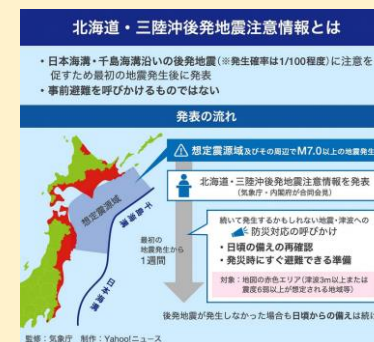 北海道・三陸沖後発地震注意情報とは
・日本海溝・千島海溝沿いの後発地震(※発生確率は1/100程度)に注意を
促すため最初の地震発生後に発表
・事前避難を呼びかけるものではない
発表の流れ
想定震源域及びその周辺でM7.0以上の地震発生
北海道・三陸沖後発地震注意情報を発表
(気象庁・内閣府が合同会見)
想定震源域
千島海溝
日本海溝
最初の
地震発生から
1週間
続いて発生するかもしれない地震・津波への
防災対応の呼びかけ
・日頃の備えの再確認
・発災時にすぐ避難できる準備
対象:地図の赤色エリア(津波3m以上または
震度6弱以上が想定される地域等)
後発地震が発生しなかった場合も日頃からの備えは続け
監修:気象庁 制作:Yahoo!ニュース